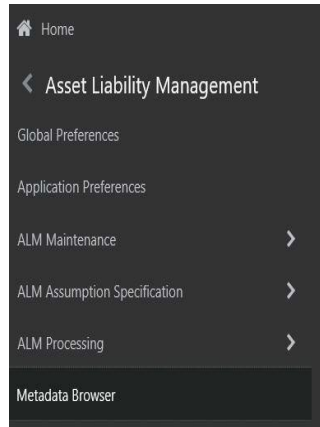 Home
Asset Liability Management
Global Preferences
Application Preferences
ALM Maintenance
ALM Assumption Specification
ALM Processing
Metadata Browser